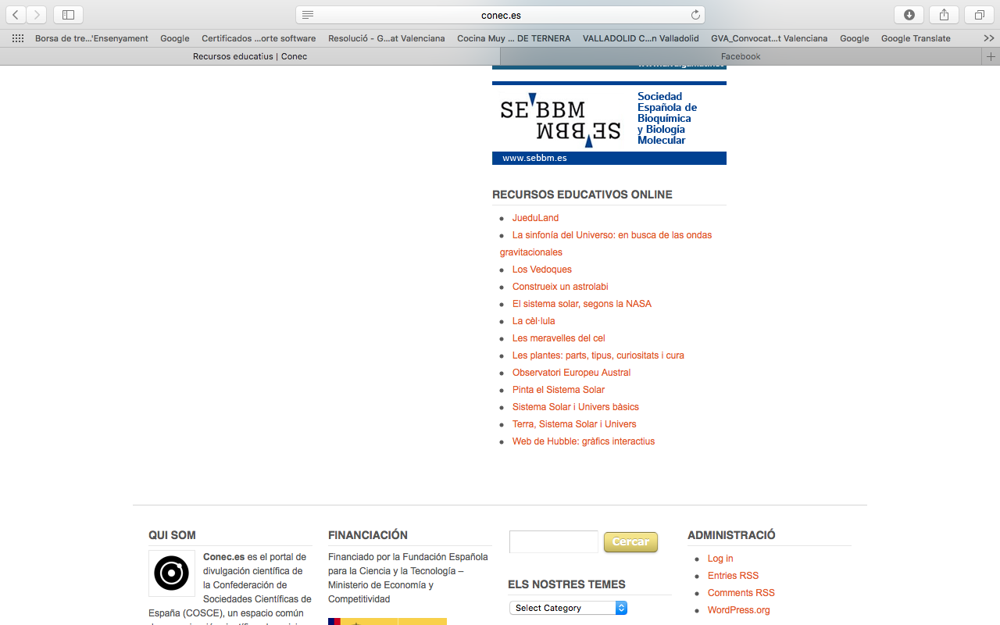 conec.es
Borsa de tre...'Ensenyament Google Certificados ...orte software Resolució - G...at Valenciana Cocina Muy ... DE TERNERA VALLADOLID C...n Valladolid GVA_Convocat...t Valenciana Google Google Translate
Recursos educatius | Conec Facebook
SEBBM
SEBBM
Sociedad
Española de
Bioquímica
y Biología
Molecular
www.sebbm.es
RECURSOS EDUCATIVOS ONLINE
JueduLand
La sinfonía del Universo: en busca de las ondas
gravitacionales
Los Vedoques
Construeix un astrolabi
El sistema solar, segons la NASA
La cèl·lula
Les meravelles del cel
Les plantes: parts, tipus, curiositats i cura
Observatori Europeu Austral
Pinta el Sistema Solar
Sistema Solar i Univers bàsics
Terra, Sistema Solar i Univers
Web de Hubble: gràfics interactius
QUI SOM
Conec.es es el portal de
divulgación científica de
la Confederación de
Sociedades Científicas de
España (COSCE), un espacio común
FINANCIACIÓN
Financiado por la Fundación Española
para la Ciencia y la Tecnología –
Ministerio de Economía y
Competitividad
Cercar
ELS NOSTRES TEMES
Select Category
ADMINISTRACIÓ
Log in
Entries RSS
Comments RSS
WordPress.org